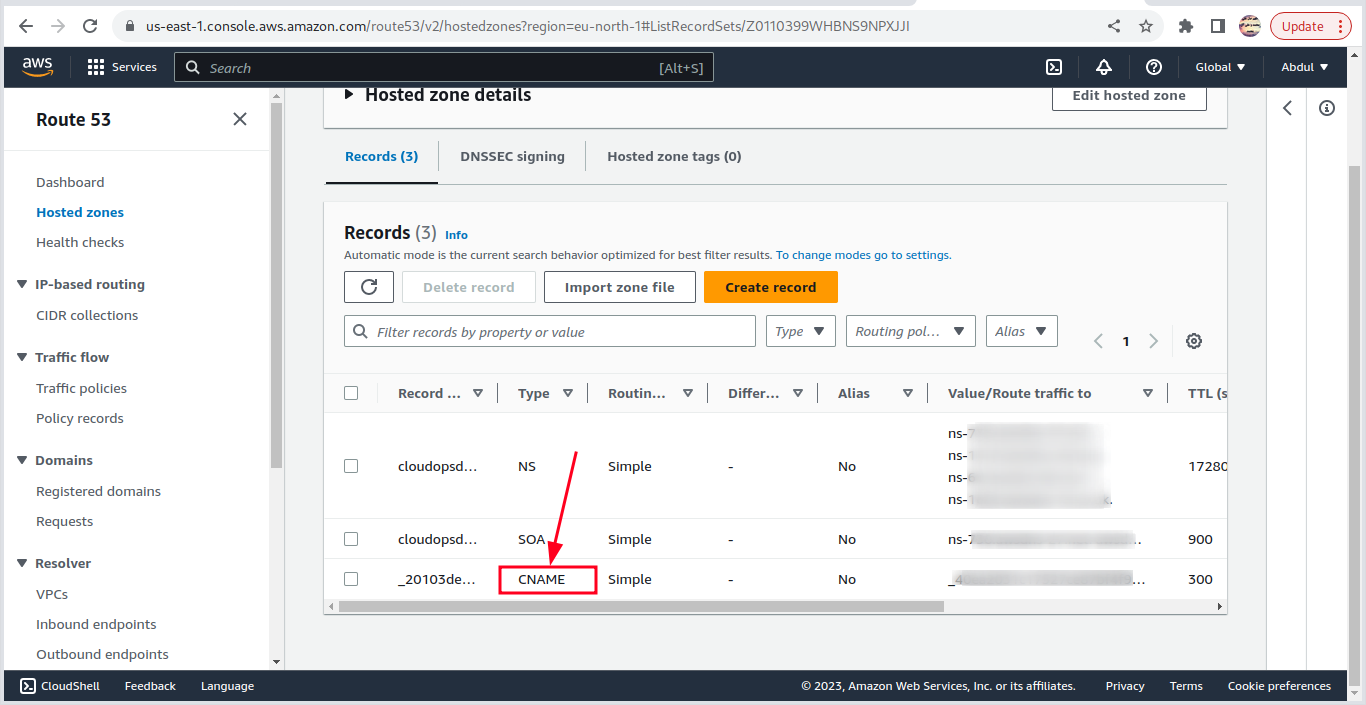 us-east-1.console.aws.amazon.com/route53/v2/hostedzones?region=eu-north-1#ListRecordSets/Z0110399WHBNS9NPXJJI
Update
aws
Services
Search
[Alt+S]
Global
Abdul
Route 53
Dashboard
Hosted zones
Health checks
IP-based routing
CIDR collections
Traffic flow
Traffic policies
Policy records
Domains
Registered domains
Requests
Resolver
VPCs
Inbound endpoints
Outbound endpoints
Hosted zone details
Edit hosted zone
Records (3)
DNSSEC signing
Hosted zone tags (0)
Records (3) Info
Automatic mode is the current search behavior optimized for best filter results. To change modes go to settings.
Delete record
Import zone file
Create record
Filter records by property or value
Type
Routing pol...
Alias
1
Record ... Type Routin... Differ... Alias Value/Route traffic to TTL (s
cloudopsd... NS Simple - No ns- 17280
ns-
ns-
ns-
cloudopsd... SOA Simple - No ns- ... 900
_20103de... CNAME Simple - No ... 300
CloudShell Feedback Language © 2023, Amazon Web Services, Inc. or its affiliates. Privacy Terms Cookie preferences